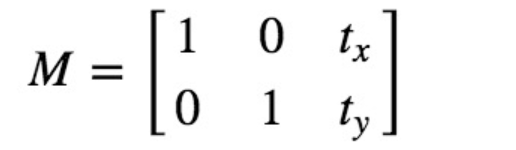 M = [ 1 0 t_x
0 1 t_y ]